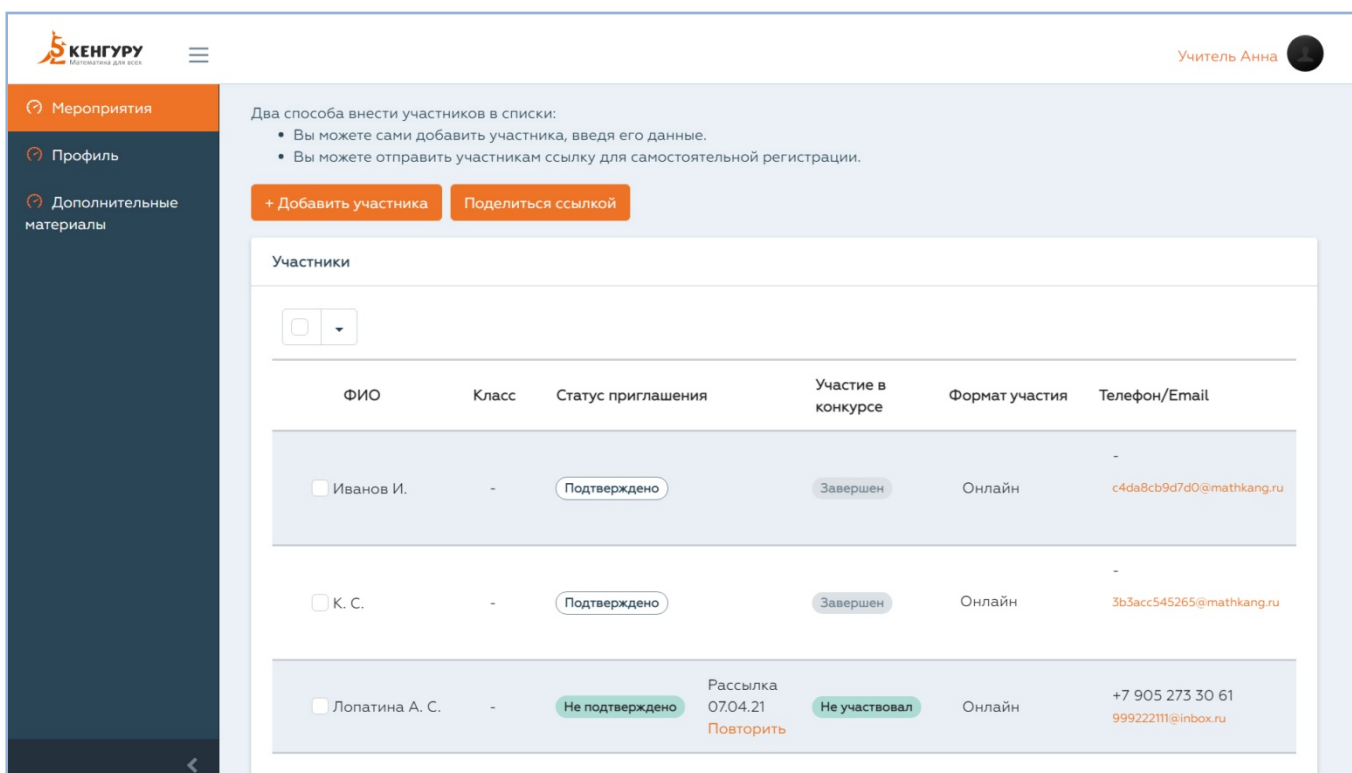 КЕНГУРУ
Математика для всех
Учитель Анна
Мероприятия
Профиль
Дополнительные
материалы
Два способа внести участников в списки:
Вы можете сами добавить участника, введя его данные.
Вы можете отправить участникам ссылку для самостоятельной регистрации.
+ Добавить участника Поделиться ссылкой
Участники
ФИО Класс Статус приглашения Участие в конкурсе Формат участия Телефон/Email
-
Иванов И. - Подтверждено Завершен Онлайн c4da8cb9d7d0@mathkang.ru
-
К. С. - Подтверждено Завершен Онлайн 3b3acc545265@mathkang.ru
Рассылка
Лопатина А. С. - Не подтверждено 07.04.21 Не участвовал Онлайн +7 905 273 30 61
Повторить 999222111@inbox.ru